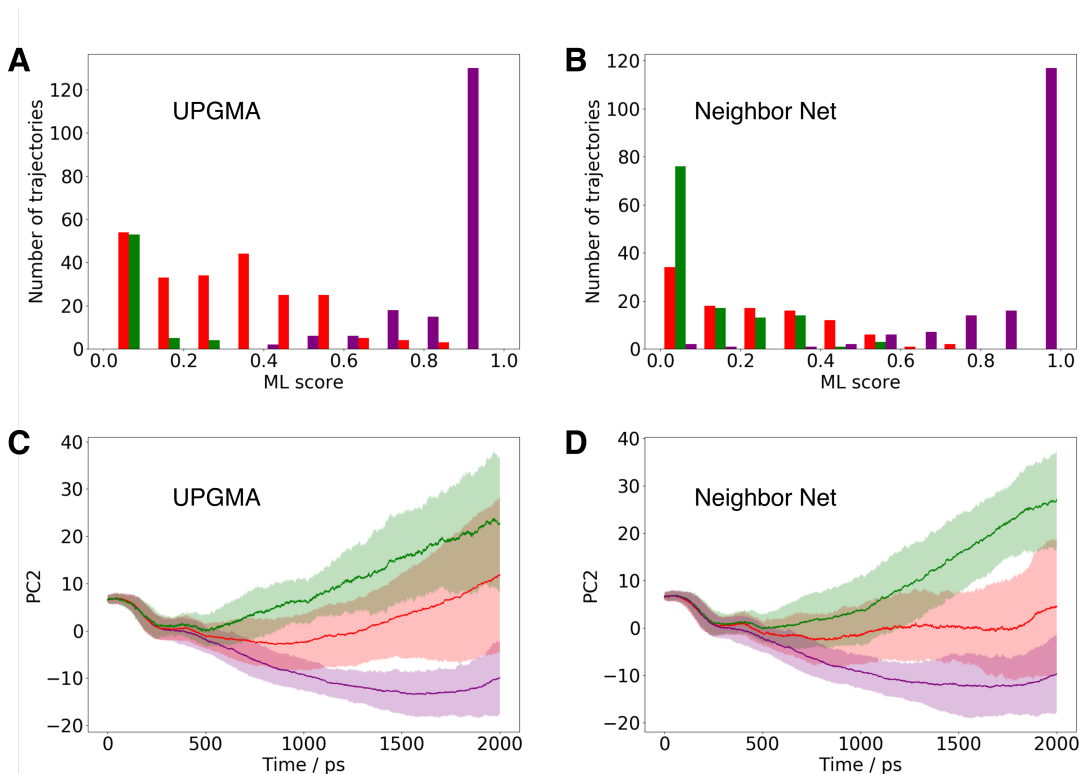 A
UPGMA
Number of trajectories
120
100
80
60
40
20
0
0.0 0.2 0.4 0.6 0.8 1.0
ML score
B
Neighbor Net
Number of trajectories
120
100
80
60
40
20
0
0.0 0.2 0.4 0.6 0.8 1.0
ML score
C
UPGMA
PC2
40
30
20
10
0
−10
−20
0 500 1000 1500 2000
Time / ps
D
Neighbor Net
PC2
40
30
20
10
0
−10
−20
0 500 1000 1500 2000
Time / ps